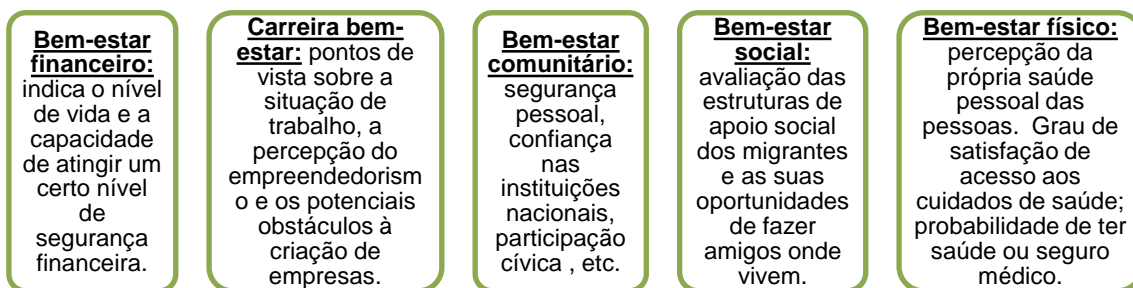 Bem-estar
financeiro:
indica o nível
de vida e a
capacidade
de atingir um
certo nível
de
segurança
financeira.
Carreira bem-
estar: pontos de
vista sobre a
situação de
trabalho, a
percepção do
empreendedorism
o e os potenciais
obstáculos à
criação de
empresas.
Bem-estar
comunitário:
segurança
pessoal,
confiança
nas
instituições
nacionais,
participação
cívica , etc.
Bem-estar
social:
avaliação das
estruturas de
apoio social
dos migrantes
e as suas
oportunidades
de fazer
amigos onde
vivem.
Bem-estar físico:
percepção da
própria saúde
pessoal das
pessoas. Grau de
satisfação de
acesso aos
cuidados de saúde;
probabilidade de ter
saúde ou seguro
médico.